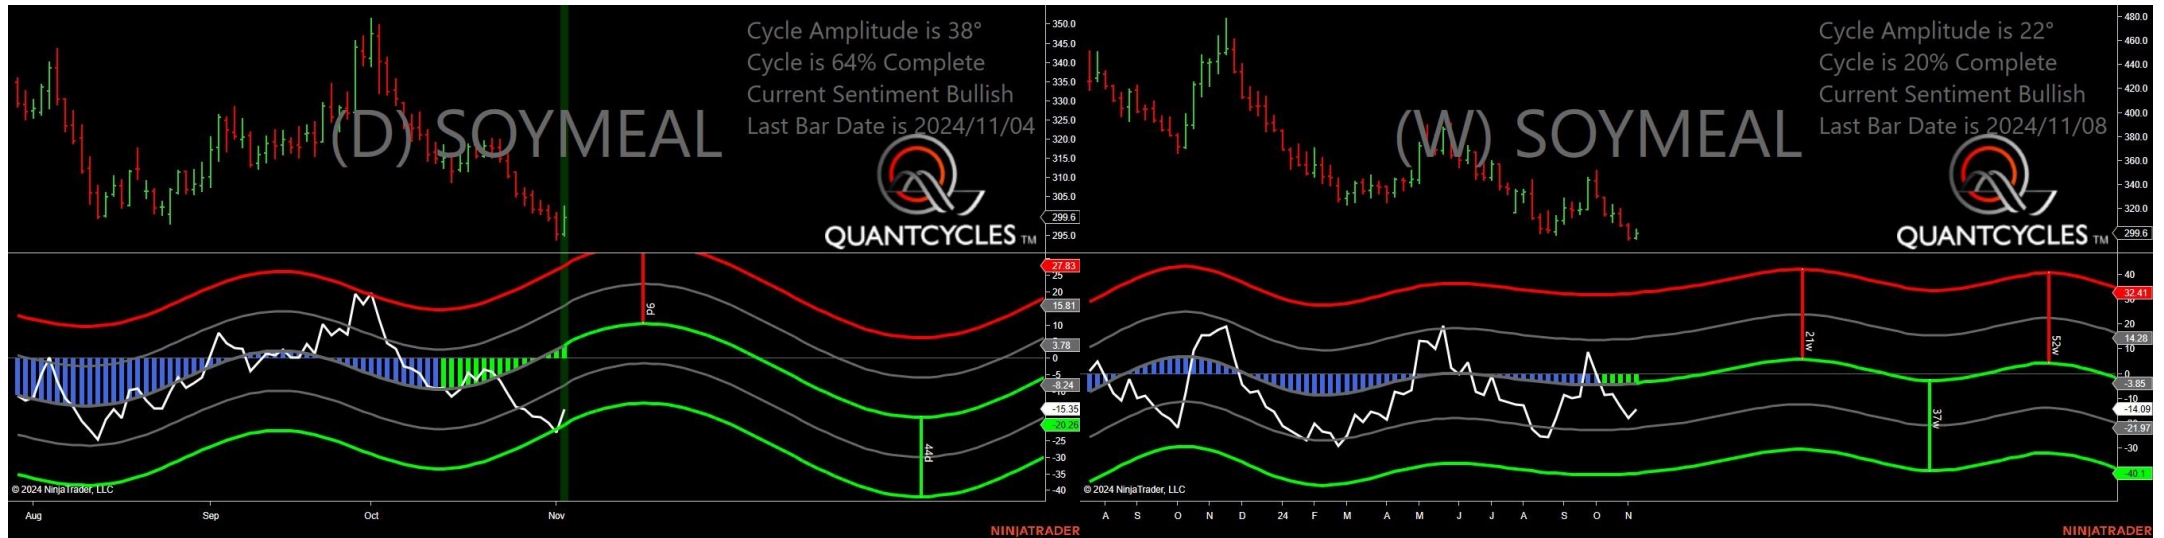 Cycle Amplitude is 38°
Cycle is 64% Complete
Current Sentiment Bullish
Last Bar Date is 2024/11/04
(D) SOYMEAL
QUANTCYCLES TM
350.0
345.0
340.0
335.0
330.0
325.0
320.0
315.0
310.0
305.0
299.6
295.0
27.83
25
20
15.81
10
5
3.78
0
-5
-8.24
-15.35
-20.26
-25
-30
-35
-40
9d
44d
© 2024 NinjaTrader, LLC
Aug
Sep
Oct
Nov
NINJATRADER
Cycle Amplitude is 22°
Cycle is 20% Complete
Current Sentiment Bullish
Last Bar Date is 2024/11/08
(W) SOYMEAL
QUANTCYCLES TM
480.0
460.0
440.0
420.0
400.0
380.0
360.0
340.0
320.0
299.6
40
32.41
20
14.28
10
0
-3.85
-10
-14.09
-21.97
-30
-40.1
21w
37w
52w
© 2024 NinjaTrader, LLC
A S O N D 24 F M A M J J A S O N
NINJATRADER